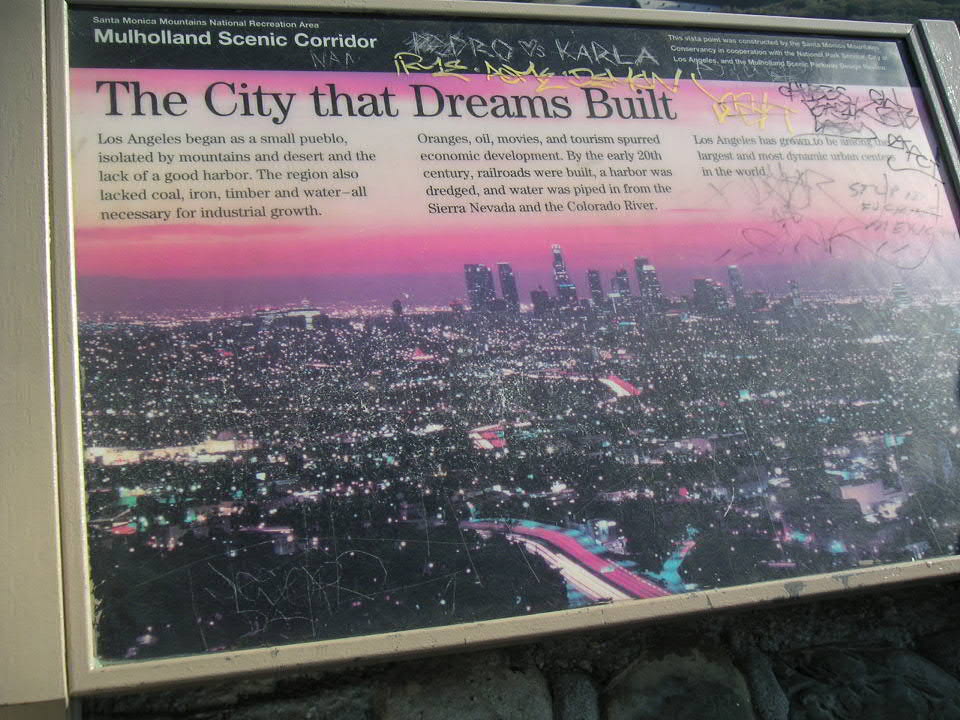 Santa Monica Mountains National Recreation Area
Mulholland Scenic Corridor
This vista point was constructed by the Santa Monica Mountains
Conservancy in cooperation with the National Park Service, City of
Los Angeles, and the Mulholland Scenic Parkway Design Review
PEDRO ♡s KARLA
The City that Dreams Built
Los Angeles began as a small pueblo,
isolated by mountains and desert and the
lack of a good harbor. The region also
lacked coal, iron, timber and water–all
necessary for industrial growth.
Oranges, oil, movies, and tourism spurred
economic development. By the early 20th
century, railroads were built, a harbor was
dredged, and water was piped in from the
Sierra Nevada and the Colorado River.
Los Angeles has grown to be among the
largest and most dynamic urban centers
in the world